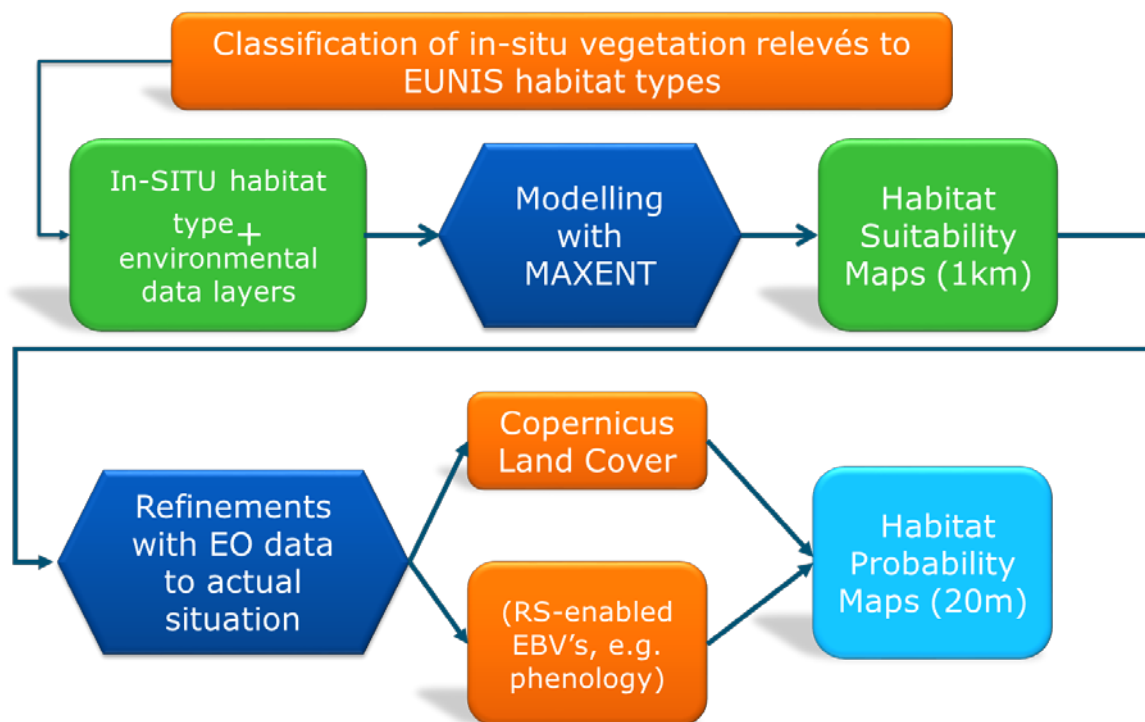 Classification of in-situ vegetation relevés to
EUNIS habitat types
In-SITU habitat
type+
environmental
data layers
Modelling
with
MAXENT
Habitat
Suitability
Maps (1km)
Refinements
with EO data
to actual
situation
Copernicus
Land Cover
(RS-enabled
EBV's, e.g.
phenology)
Habitat
Probability
Maps (20m)